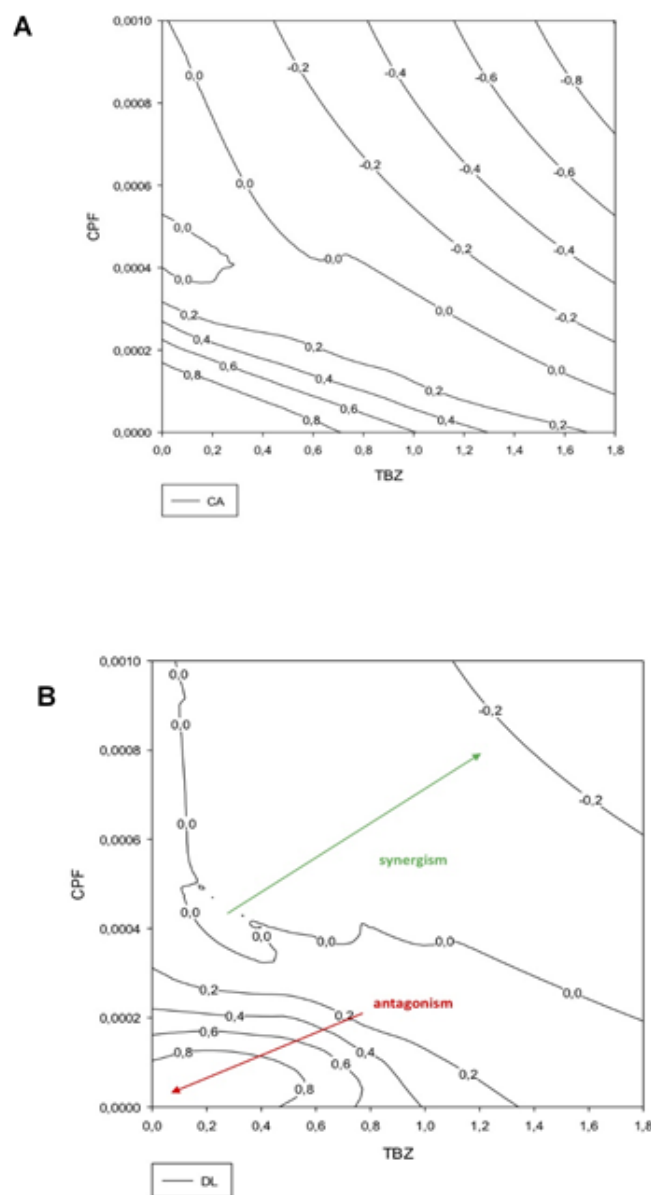 A
0,0010
0,0008
0,0006
0,0004
0,0002
0,0000
CPF
0,0 -0,2 -0,4 -0,6 -0,8
0,0 -0,2 -0,4 -0,6
0,0 0,0 -0,2 -0,4
0,0 0,0 -0,2
0,2 0,2 0,0
0,4 0,4 0,2
0,6 0,6 0,4 0,2
0,8 0,8
0,0 0,2 0,4 0,6 0,8 1,0 1,2 1,4 1,6 1,8
TBZ
CA
B
0,0010
0,0008
0,0006
0,0004
0,0002
0,0000
CPF
0,0
0,0 -0,2
0,0 -0,2
synergism
0,0
0,0 0,0 0,0
0,0
antagonism
0,2 0,2
0,4 0,4 0,2
0,6 0,6
0,8 0,8
0,0 0,2 0,4 0,6 0,8 1,0 1,2 1,4 1,6 1,8
TBZ
DL